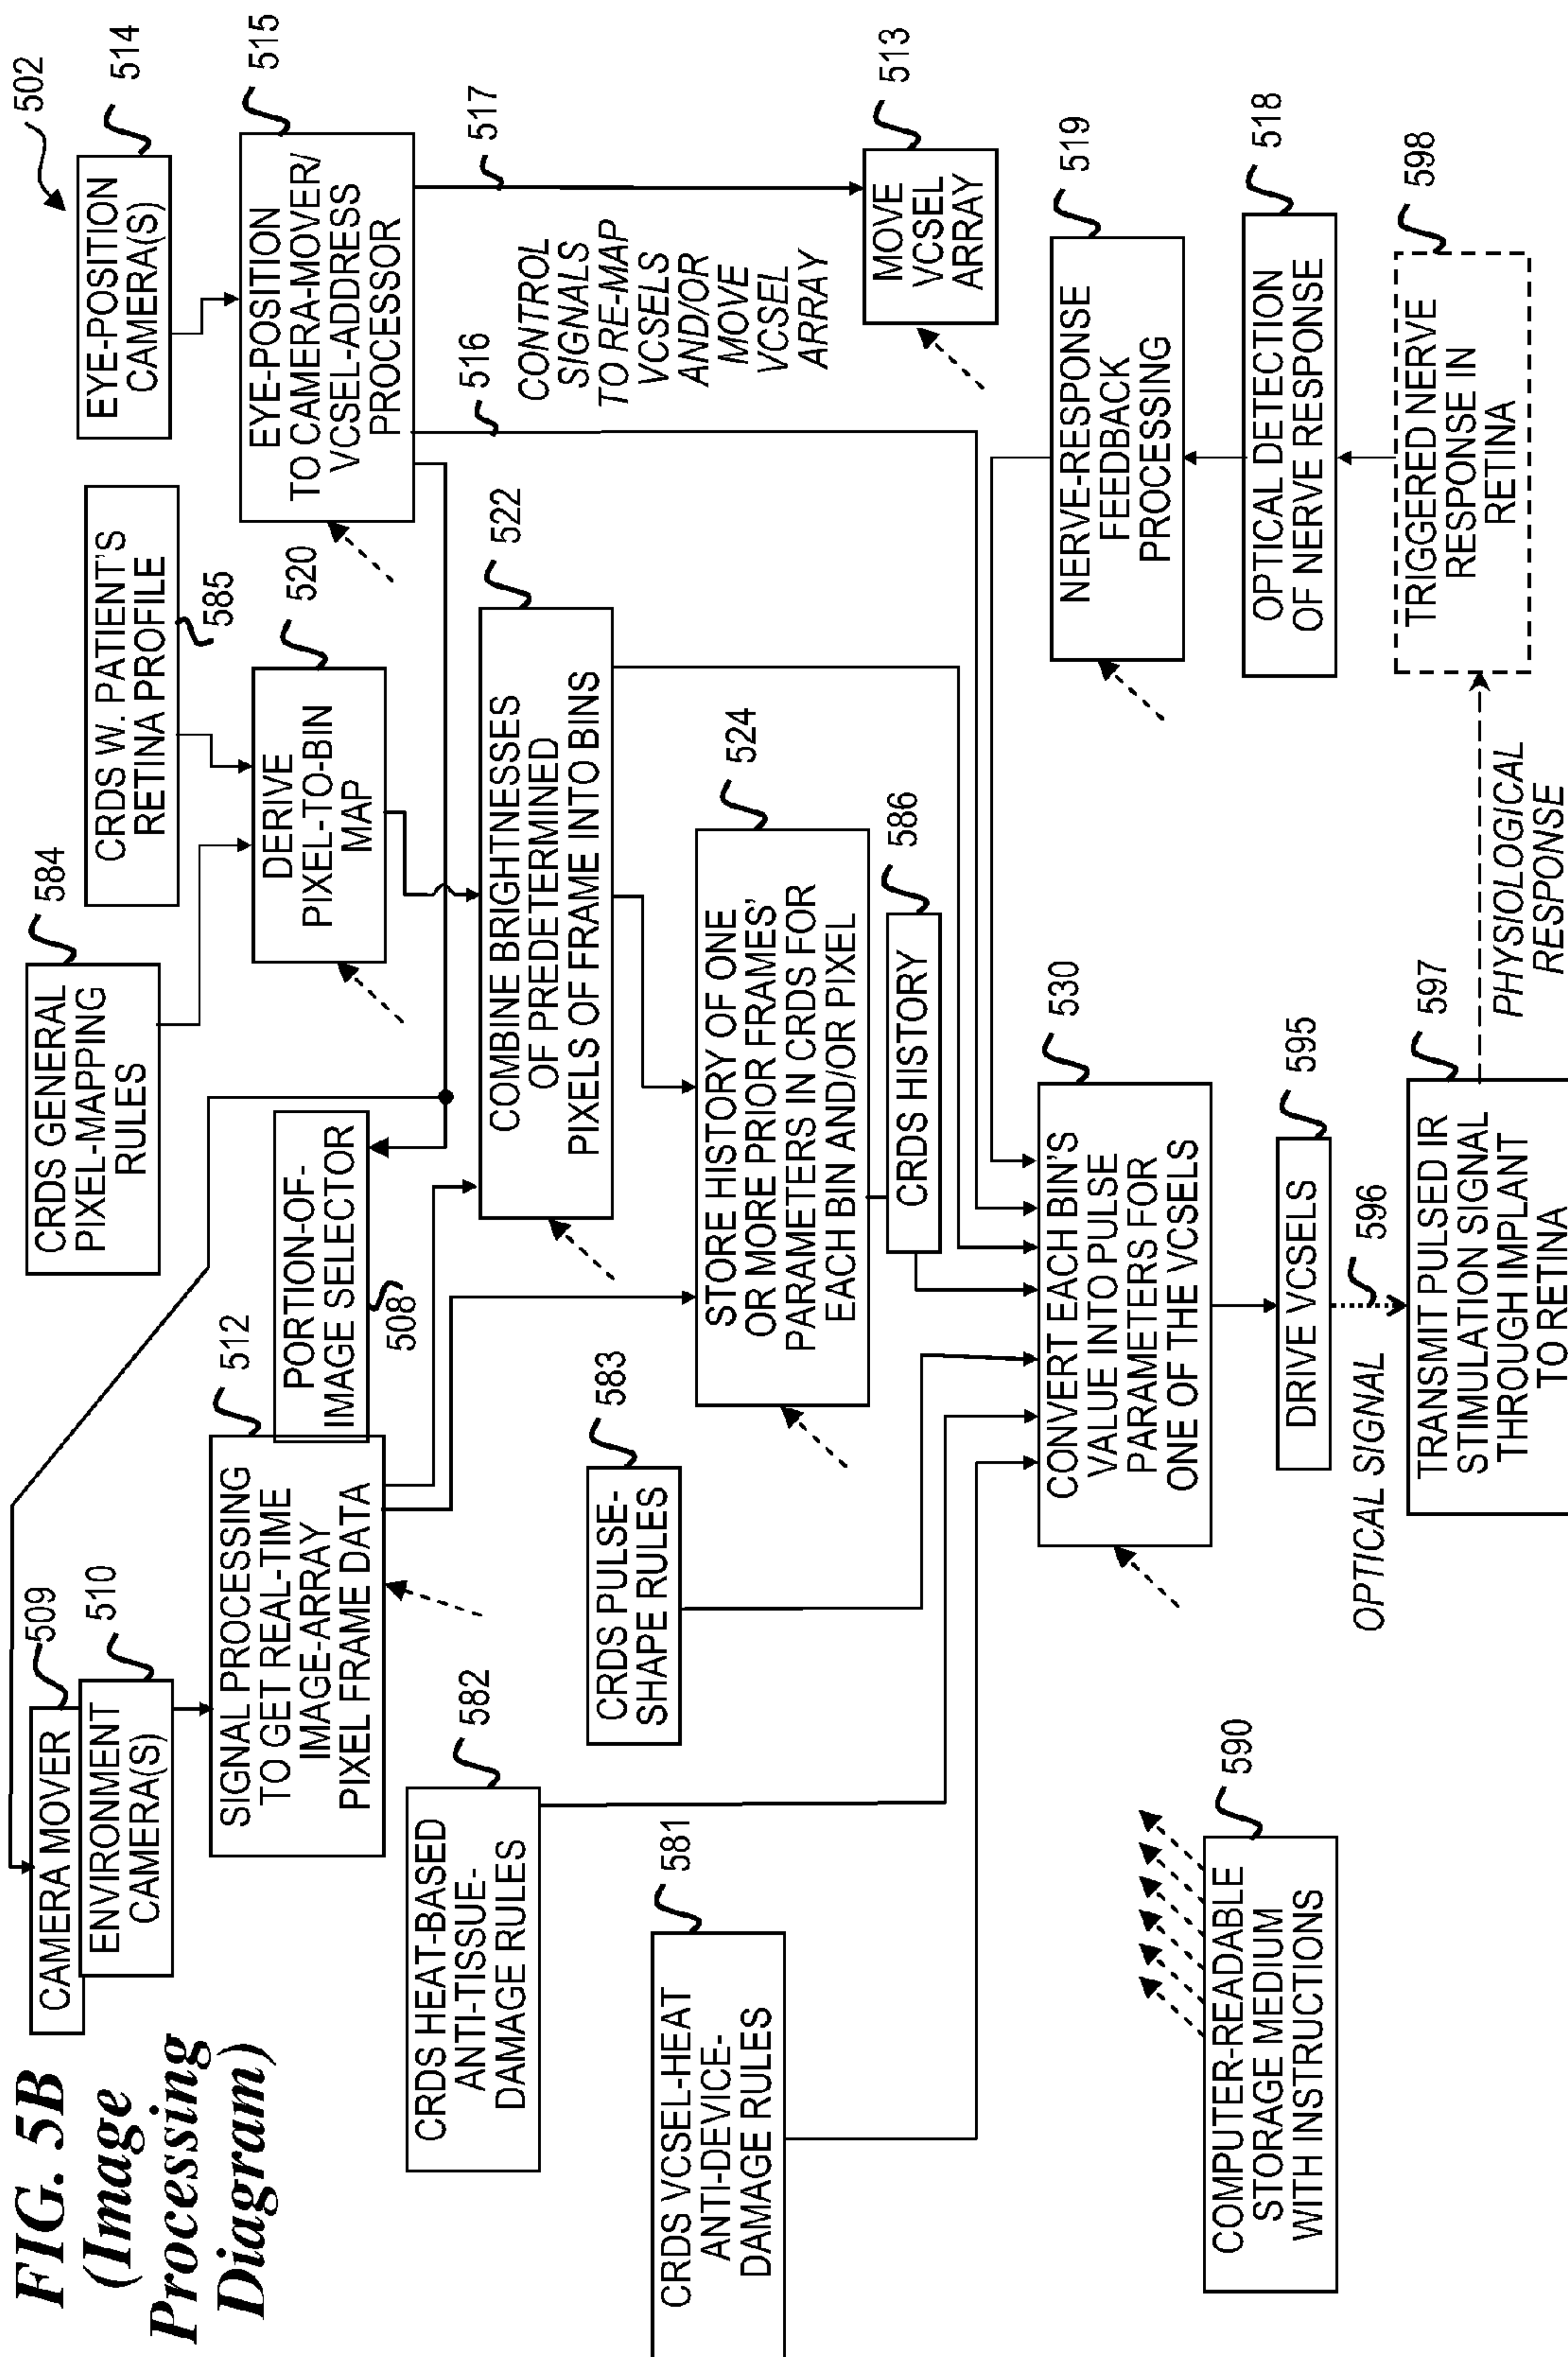 FIG. 5B
(Image
Processing
Diagram)
502
CAMERA MOVER
509
ENVIRONMENT
CAMERA(S)
510
SIGNAL PROCESSING
TO GET REAL-TIME
IMAGE-ARRAY
PIXEL FRAME DATA
512
PORTION-OF-
IMAGE SELECTOR
508
CRDS GENERAL
PIXEL-MAPPING
RULES
584
CRDS W. PATIENT'S
RETINA PROFILE
585
DERIVE
PIXEL-TO-BIN
MAP
520
EYE-POSITION
CAMERA(S)
514
EYE-POSITION
TO CAMERA-MOVER/
VCSEL-ADDRESS
PROCESSOR
515
516
517
CONTROL
SIGNALS
TO RE-MAP
VCSELS
AND/OR
MOVE
VCSEL
ARRAY
MOVE
VCSEL
ARRAY
513
COMBINE BRIGHTNESSES
OF PREDETERMINED
PIXELS OF FRAME INTO BINS
522
STORE HISTORY OF ONE
OR MORE PRIOR FRAMES'
PARAMETERS IN CRDS FOR
EACH BIN AND/OR PIXEL
524
CRDS HISTORY
586
CRDS HEAT-BASED
ANTI-TISSUE-
DAMAGE RULES
582
CRDS PULSE-
SHAPE RULES
583
CRDS VCSEL-HEAT
ANTI-DEVICE-
DAMAGE RULES
581
CONVERT EACH BIN'S
VALUE INTO PULSE
PARAMETERS FOR
ONE OF THE VCSELS
530
NERVE-RESPONSE
FEEDBACK
PROCESSING
519
OPTICAL DETECTION
OF NERVE RESPONSE
518
TRIGGERED NERVE
RESPONSE IN
RETINA
598
COMPUTER-READABLE
STORAGE MEDIUM
WITH INSTRUCTIONS
590
DRIVE VCSELS
595
OPTICAL SIGNAL
596
TRANSMIT PULSED IR
STIMULATION SIGNAL
THROUGH IMPLANT
TO RETINA
597
PHYSIOLOGICAL
RESPONSE